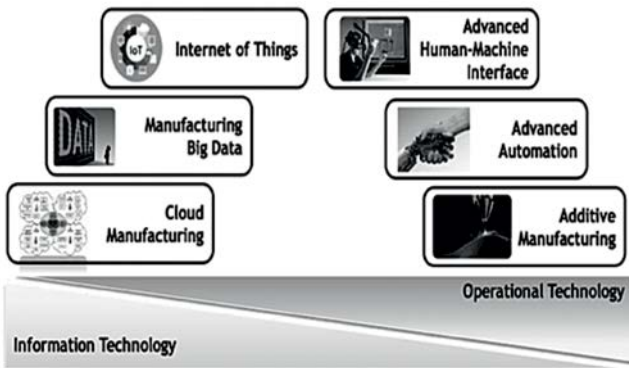 IoT
Internet of Things
Advanced
Human-Machine
Interface
DATA
Manufacturing
Big Data
Advanced
Automation
Cloud
Manufacturing
Additive
Manufacturing
Operational Technology
Information Technology